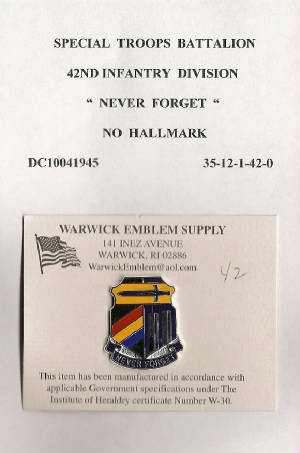 SPECIAL TROOPS BATTALION
42ND INFANTRY DIVISION
“ NEVER FORGET “
NO HALLMARK
DC10041945 35-12-1-42-0
WARWICK EMBLEM SUPPLY
141 INEZ AVENUE
WARWICK, RI 02886
WarwickEmblem@aol.com
42
NEVER FORGET
This item has been manufactured in accordance with
applicable Government specifications under The
Institute of Heraldry certificate Number W-30.